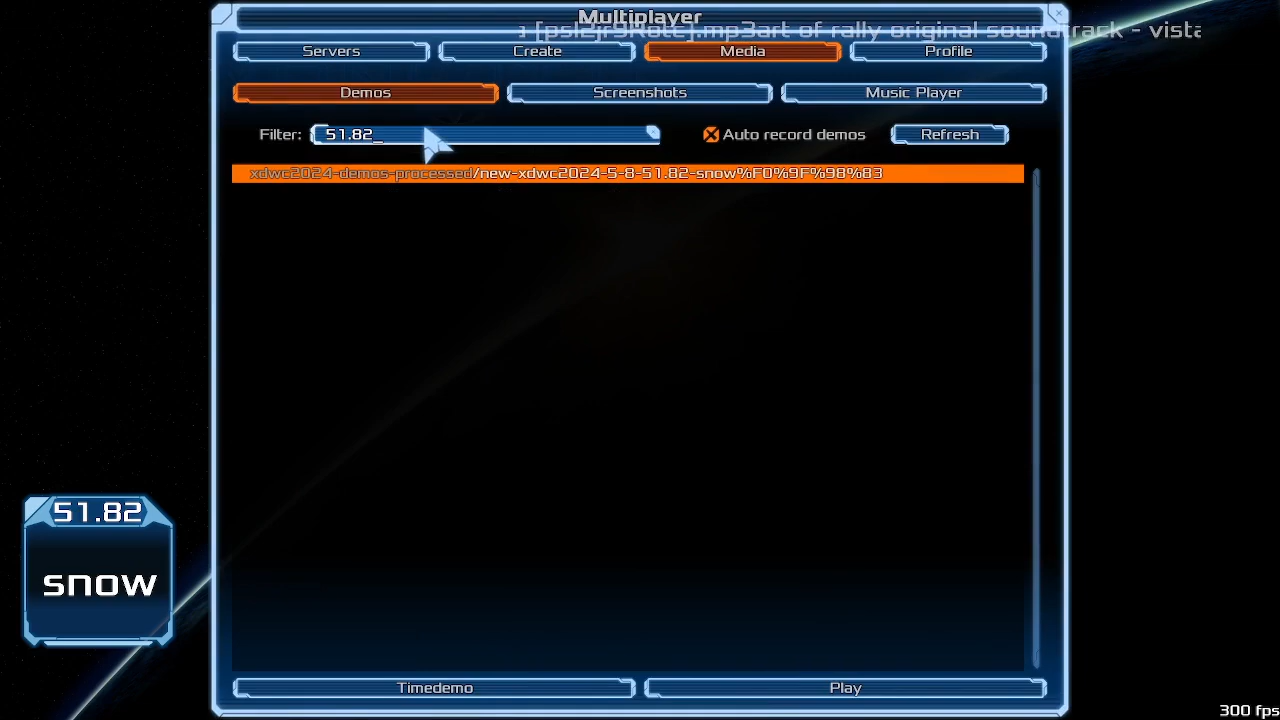 Multiplayer
[psl2jr9Rotc].mp3art of rally original soundtrack - vista
Servers Create Media Profile
Demos Screenshots Music Player
Filter: 51.82_ Auto record demos Refresh
xdwc2024-demos-processed/new-xdwc2024-5-8-51.82-snow%F0%9F%98%83
51.82
snow
Timedemo Play
300 fps